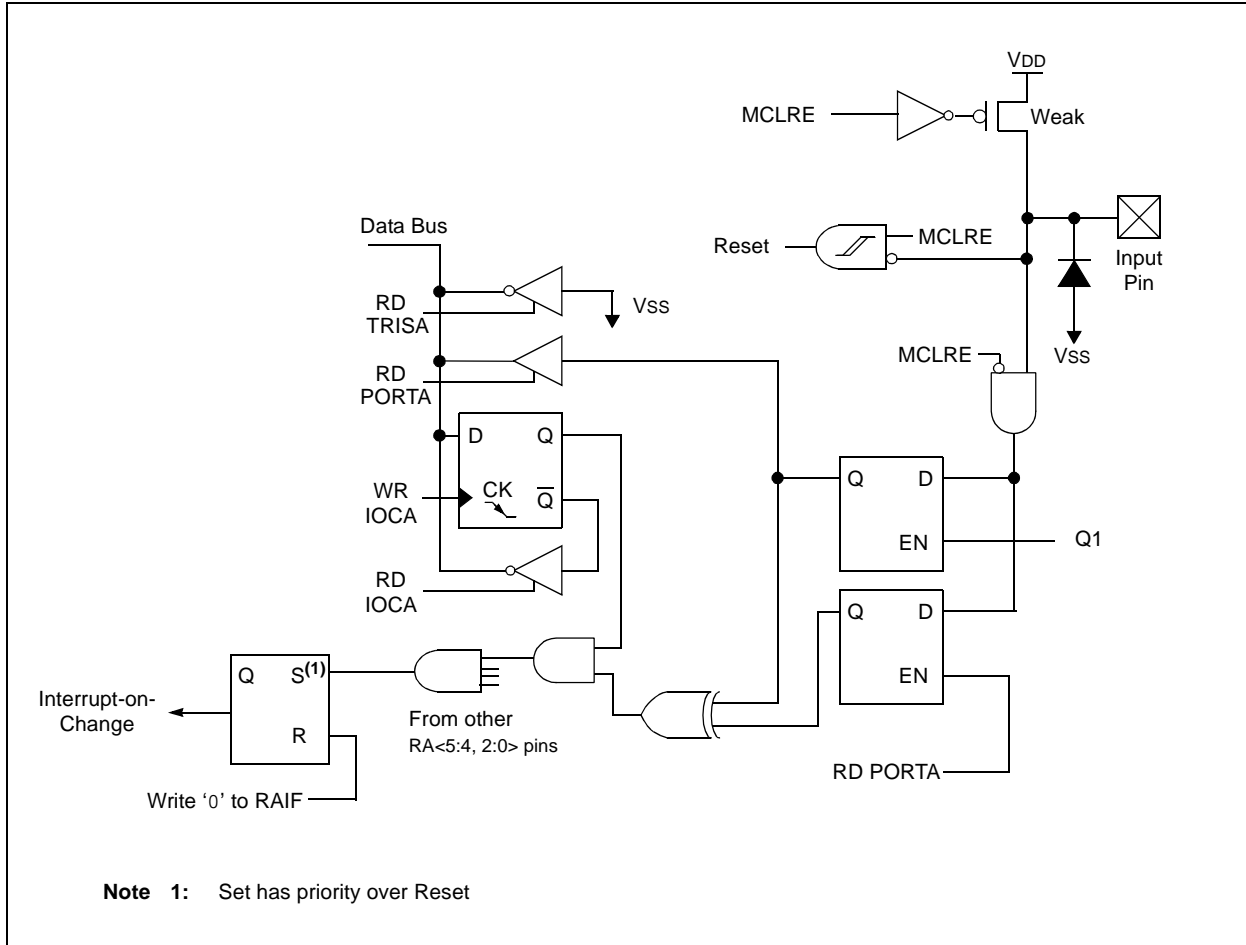 VDD
MCLRE
Weak
Data Bus
Reset
MCLRE
Input
Pin
RD
TRISA
VSS
VSS
RD
PORTA
MCLRE
D Q
WR
IOCA
CK
Q̅
Q D
EN
Q1
RD
IOCA
Q D
EN
Q S(1)
R
Interrupt-on-
Change
From other
RA<5:4, 2:0> pins
RD PORTA
Write ‘0’ to RAIF
Note 1: Set has priority over Reset